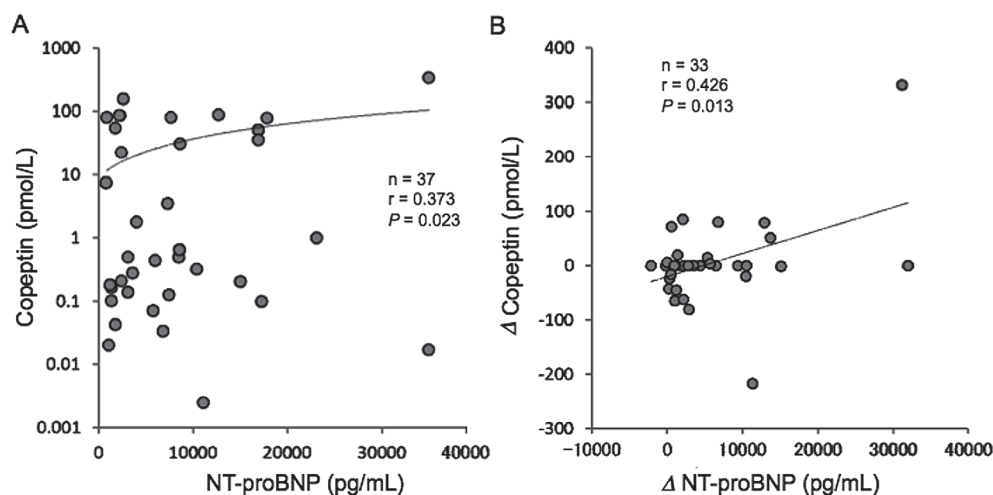 A
1000
100
10
1
0.1
0.01
0.001
Copeptin (pmol/L)
n = 37
r = 0.373
P = 0.023
0 10000 20000 30000 40000
NT-proBNP (pg/mL)
B
400
300
200
100
0
-100
-200
-300
Δ Copeptin (pmol/L)
n = 33
r = 0.426
P = 0.013
-10000 0 10000 20000 30000 40000
Δ NT-proBNP (pg/mL)